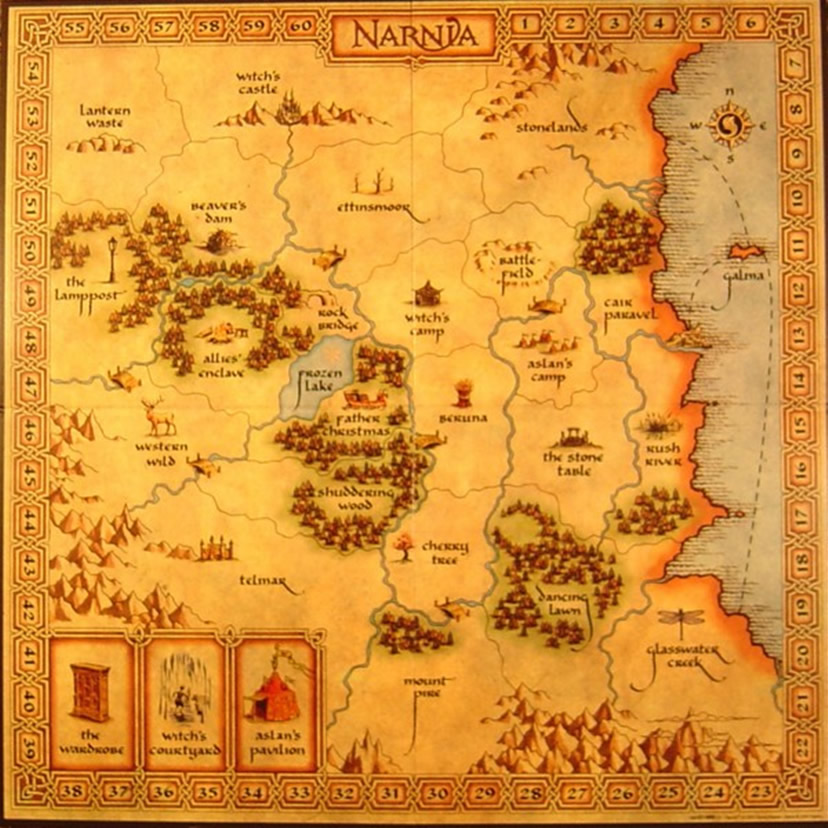 55 56 57 58 59 60
NARNIA
1 2 3 4 5 6
54
53
52
51
50
49
48
47
46
45
44
43
42
41
40
39
7
8
9
10
11
12
13
14
15
16
17
18
19
20
21
22
witch's
castle
lantern
waste
stonelands
n
w e
s
beaver's
dam
ettinsmoor
battle-
field
galma
the
lamppost
rock
bridge
witch's
camp
cair
paravel
allies'
enclave
aslan's
camp
frozen
lake
father
christmas
beruna
western
wild
the stone
table
rush
river
shuddering
wood
cherry
tree
telmar
dancing
lawn
glasswater
creek
mount
pire
the
wardrobe
witch's
courtyard
aslan's
pavilion
38 37 36 35 34 33 32 31 30 29 28 27 26 25 24 23